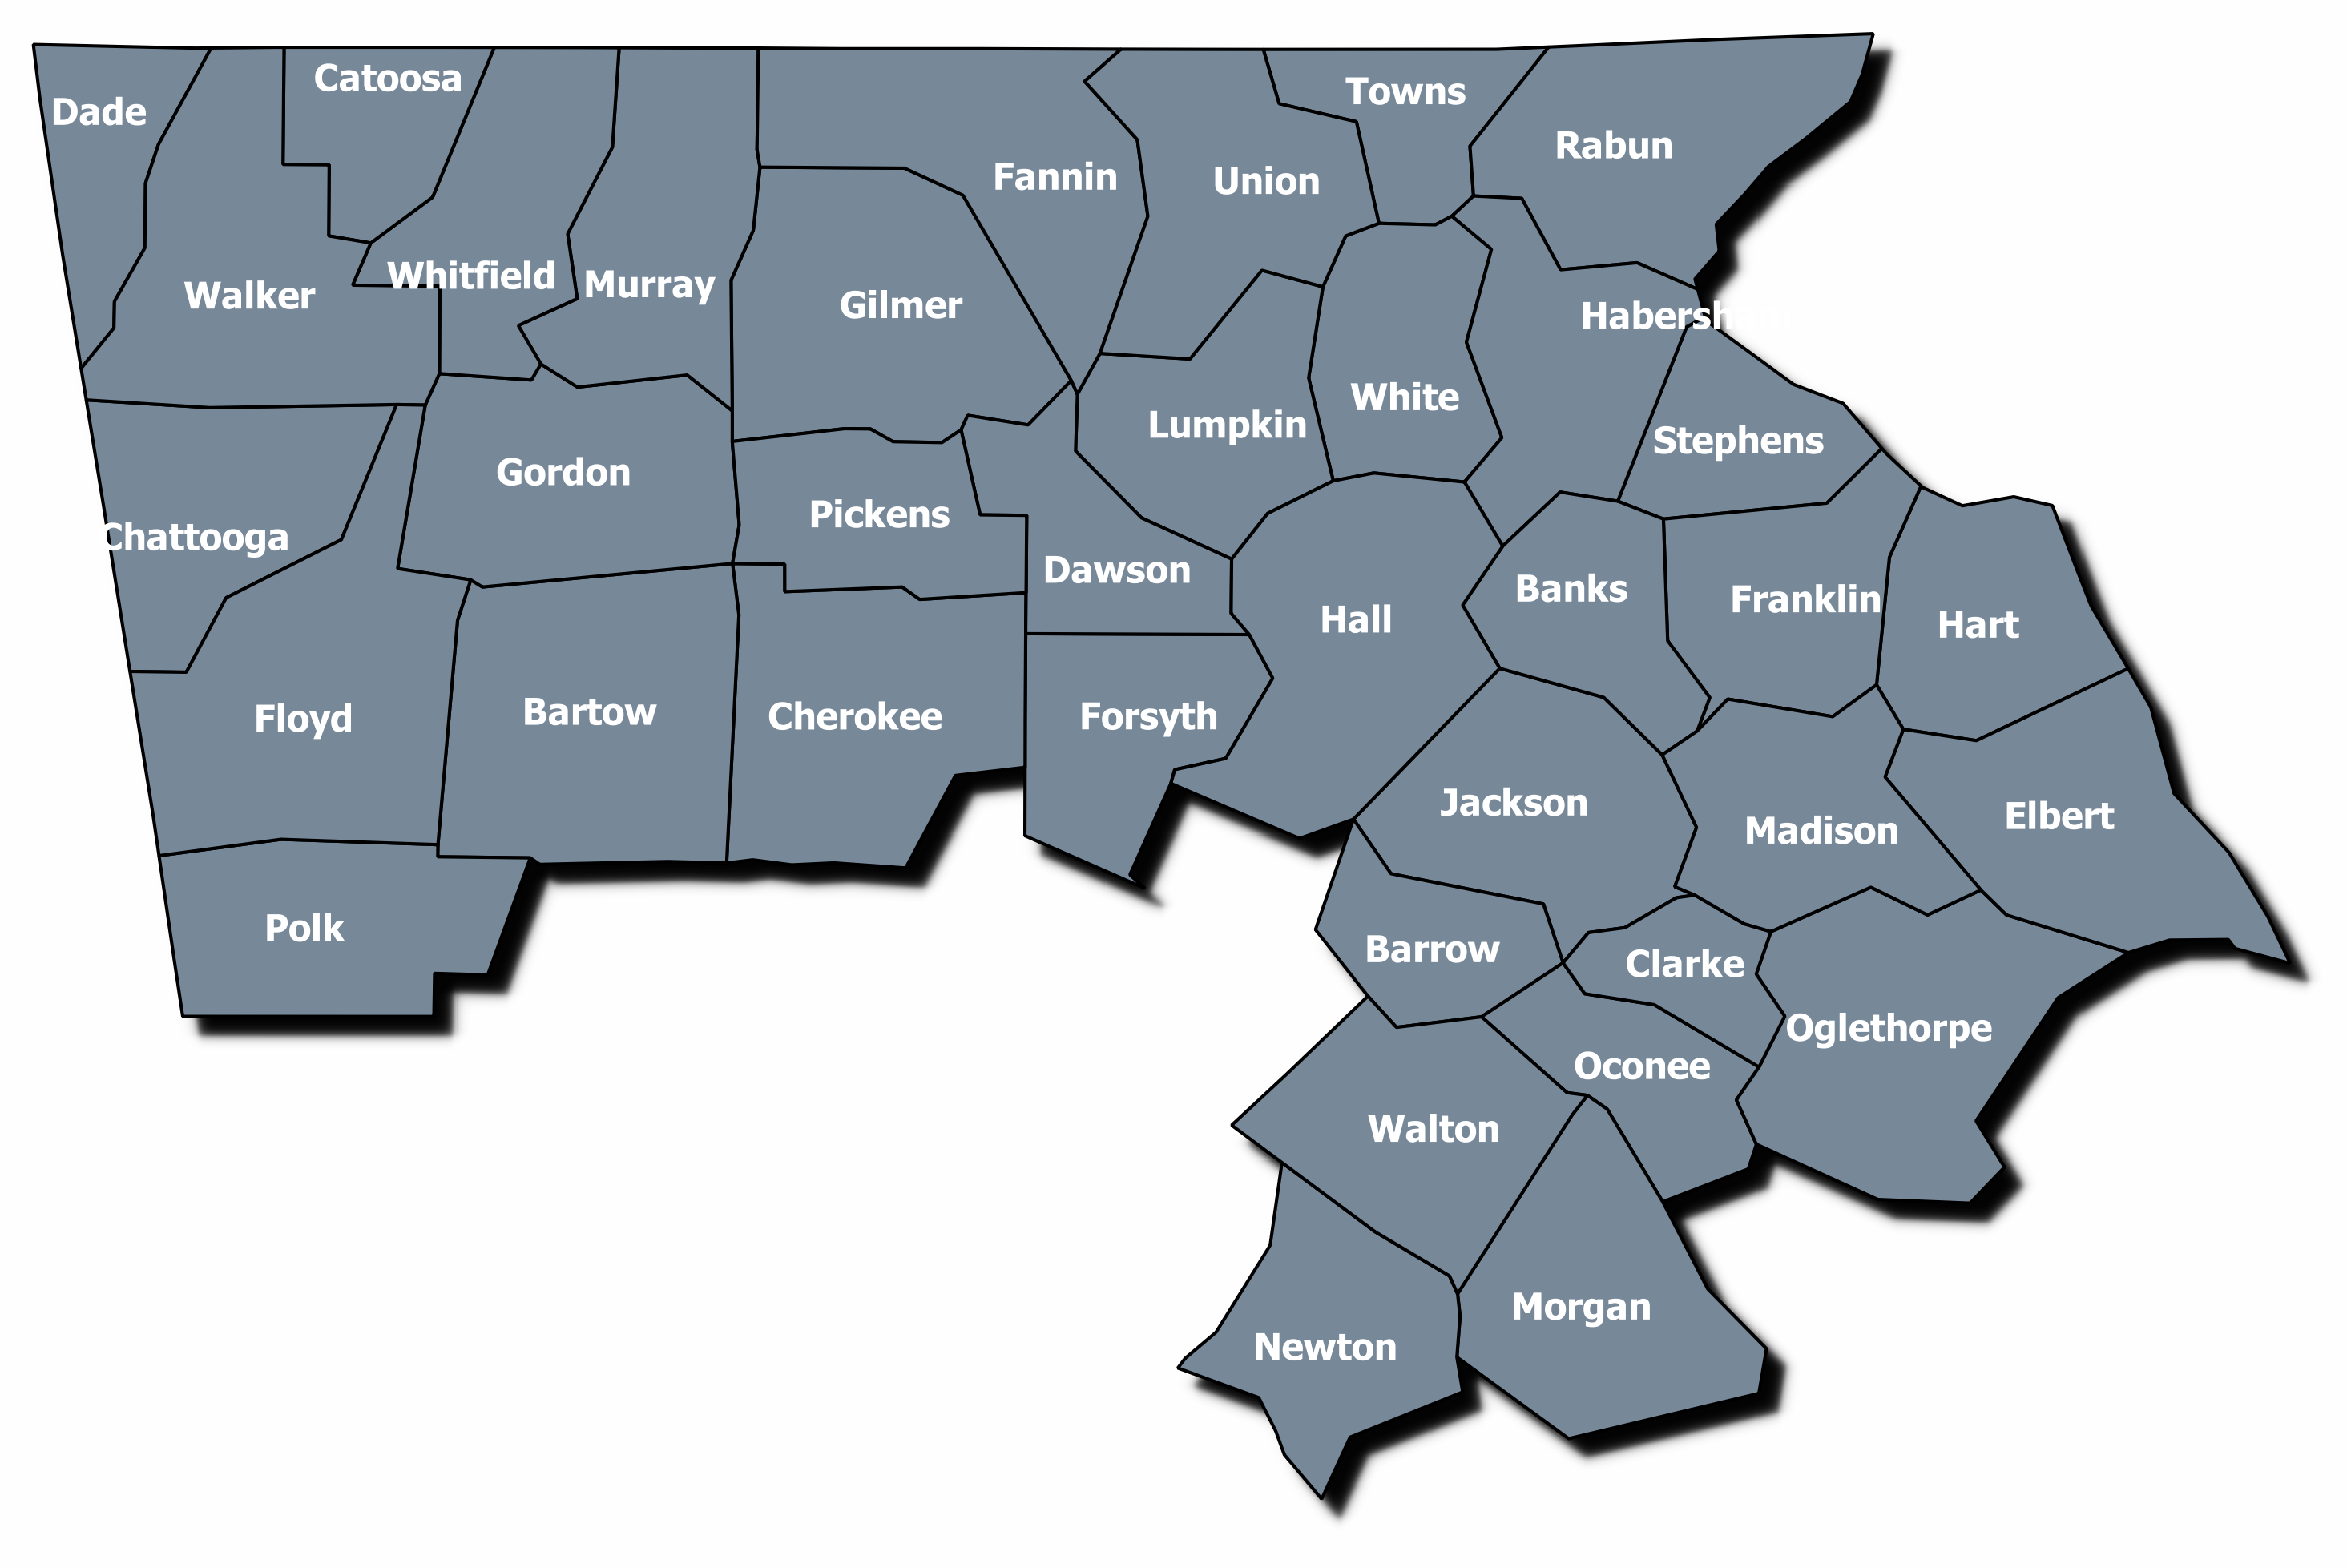 Catoosa
Towns
Dade
Rabun
Fannin
Union
Whitfield
Murray
Walker
Gilmer
Habersh
White
Lumpkin
Stephens
Gordon
Pickens
Chattooga
Dawson
Banks
Franklin
Hall
Hart
Floyd
Bartow
Cherokee
Forsyth
Jackson
Madison
Elbert
Polk
Barrow
Clarke
Oglethorpe
Oconee
Walton
Morgan
Newton